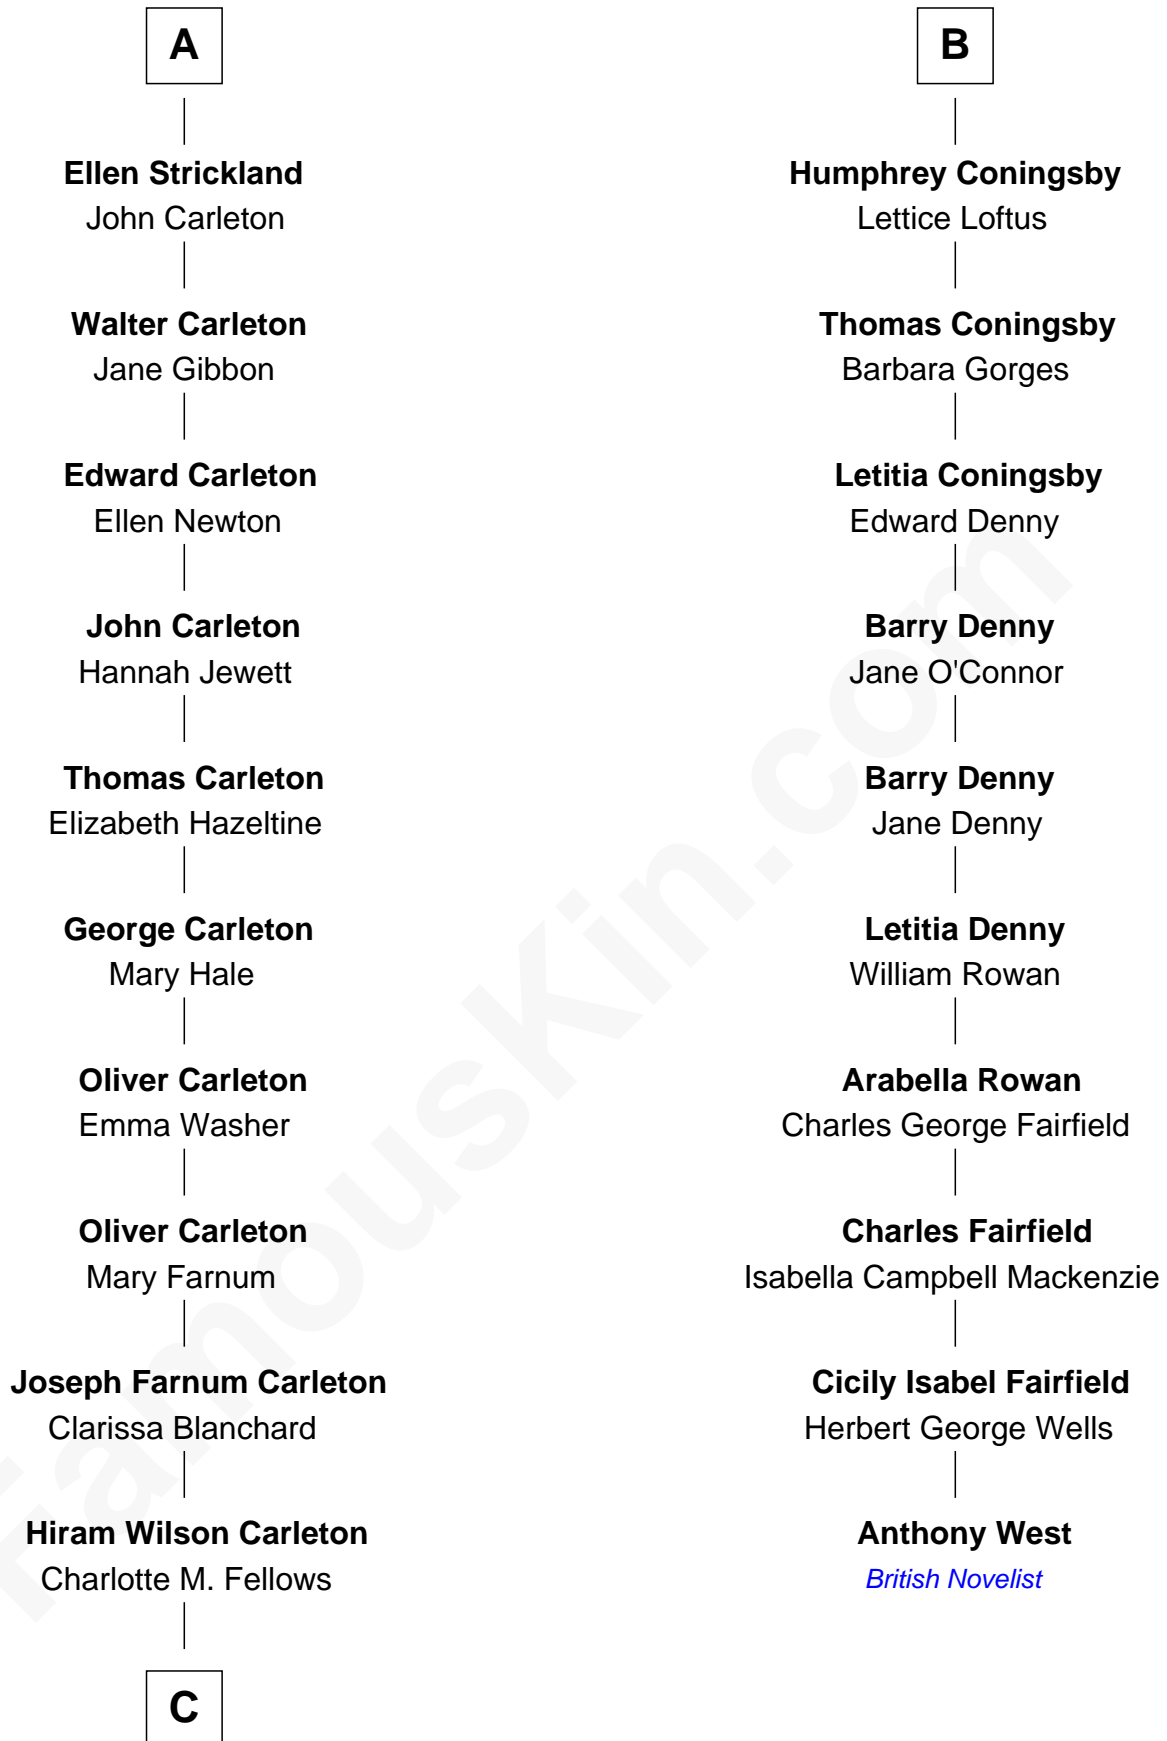 A
Ellen Strickland
John Carleton
Walter Carleton
Jane Gibbon
Edward Carleton
Ellen Newton
John Carleton
Hannah Jewett
Thomas Carleton
Elizabeth Hazeltine
George Carleton
Mary Hale
Oliver Carleton
Emma Washer
Oliver Carleton
Mary Farnum
Joseph Farnum Carleton
Clarissa Blanchard
Hiram Wilson Carleton
Charlotte M. Fellows
C
B
Humphrey Coningsby
Lettice Loftus
Thomas Coningsby
Barbara Gorges
Letitia Coningsby
Edward Denny
Barry Denny
Jane O'Connor
Barry Denny
Jane Denny
Letitia Denny
William Rowan
Arabella Rowan
Charles George Fairfield
Charles Fairfield
Isabella Campbell Mackenzie
Cicily Isabel Fairfield
Herbert George Wells
Anthony West
British Novelist
FamousKin.com